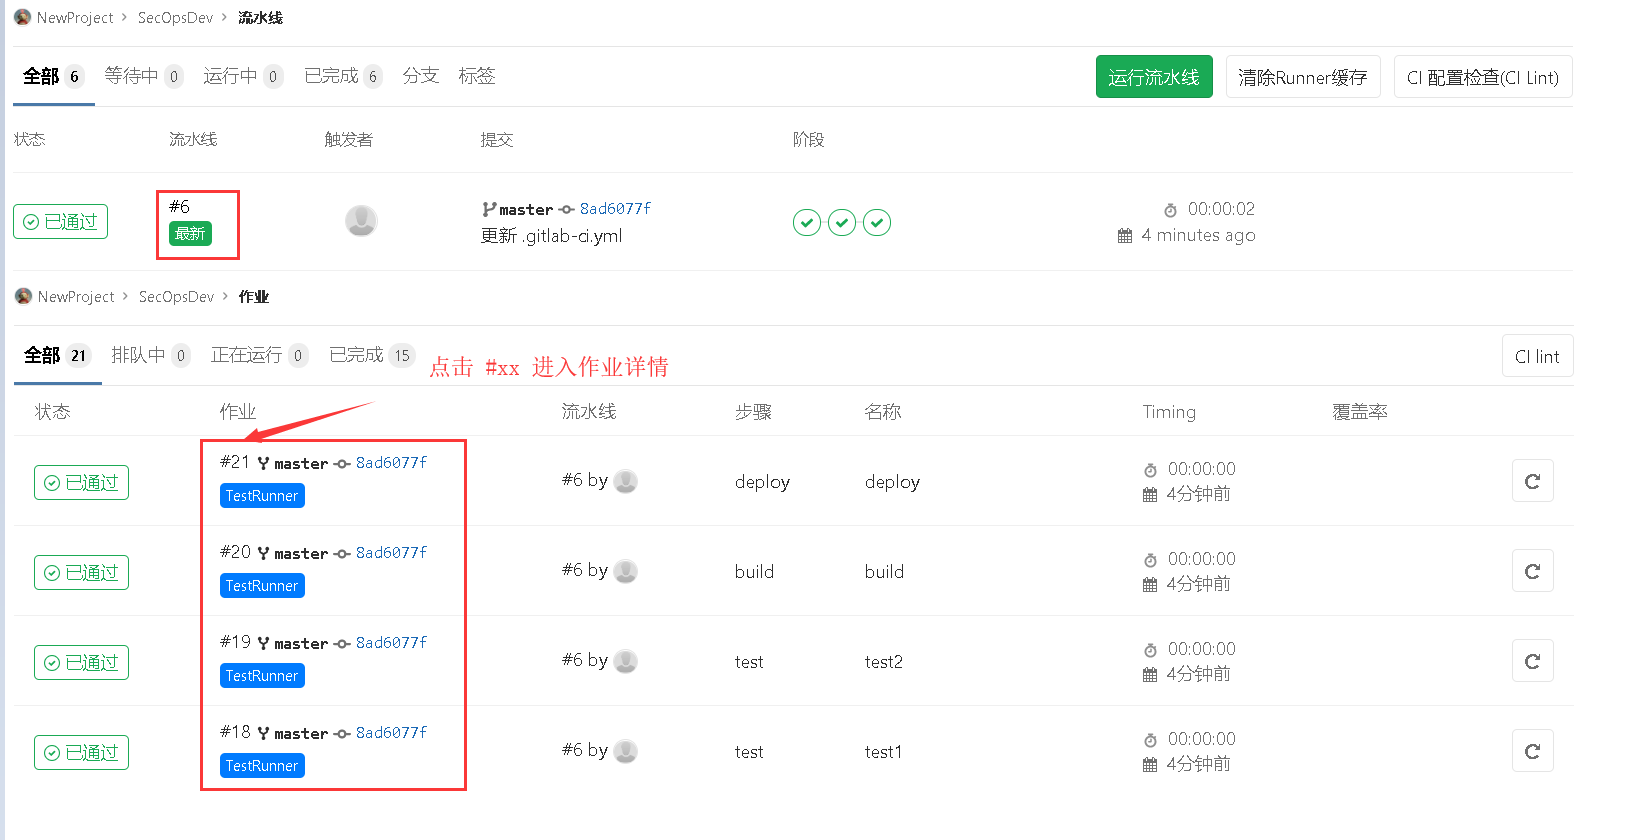 NewProject > SecOpsDev > 流水线
全部 6 等待中 0 运行中 0 已完成 6 分支 标签 运行流水线 清除Runner缓存 CI 配置检查(CI Lint)
状态 流水线 触发者 提交 阶段
已通过 #6 最新 master 8ad6077f 00:00:02
更新 .gitlab-ci.yml 4 minutes ago
NewProject > SecOpsDev > 作业
全部 21 排队中 0 正在运行 0 已完成 15 CI lint
点击 #xx 进入作业详情
状态 作业 流水线 步骤 名称 Timing 覆盖率
#21 master 8ad6077f 00:00:00
已通过 #6 by deploy deploy
TestRunner 4分钟前
#20 master 8ad6077f 00:00:00
已通过 #6 by build build
TestRunner 4分钟前
#19 master 8ad6077f 00:00:00
已通过 #6 by test test2
TestRunner 4分钟前
#18 master 8ad6077f 00:00:00
已通过 #6 by test test1
TestRunner 4分钟前